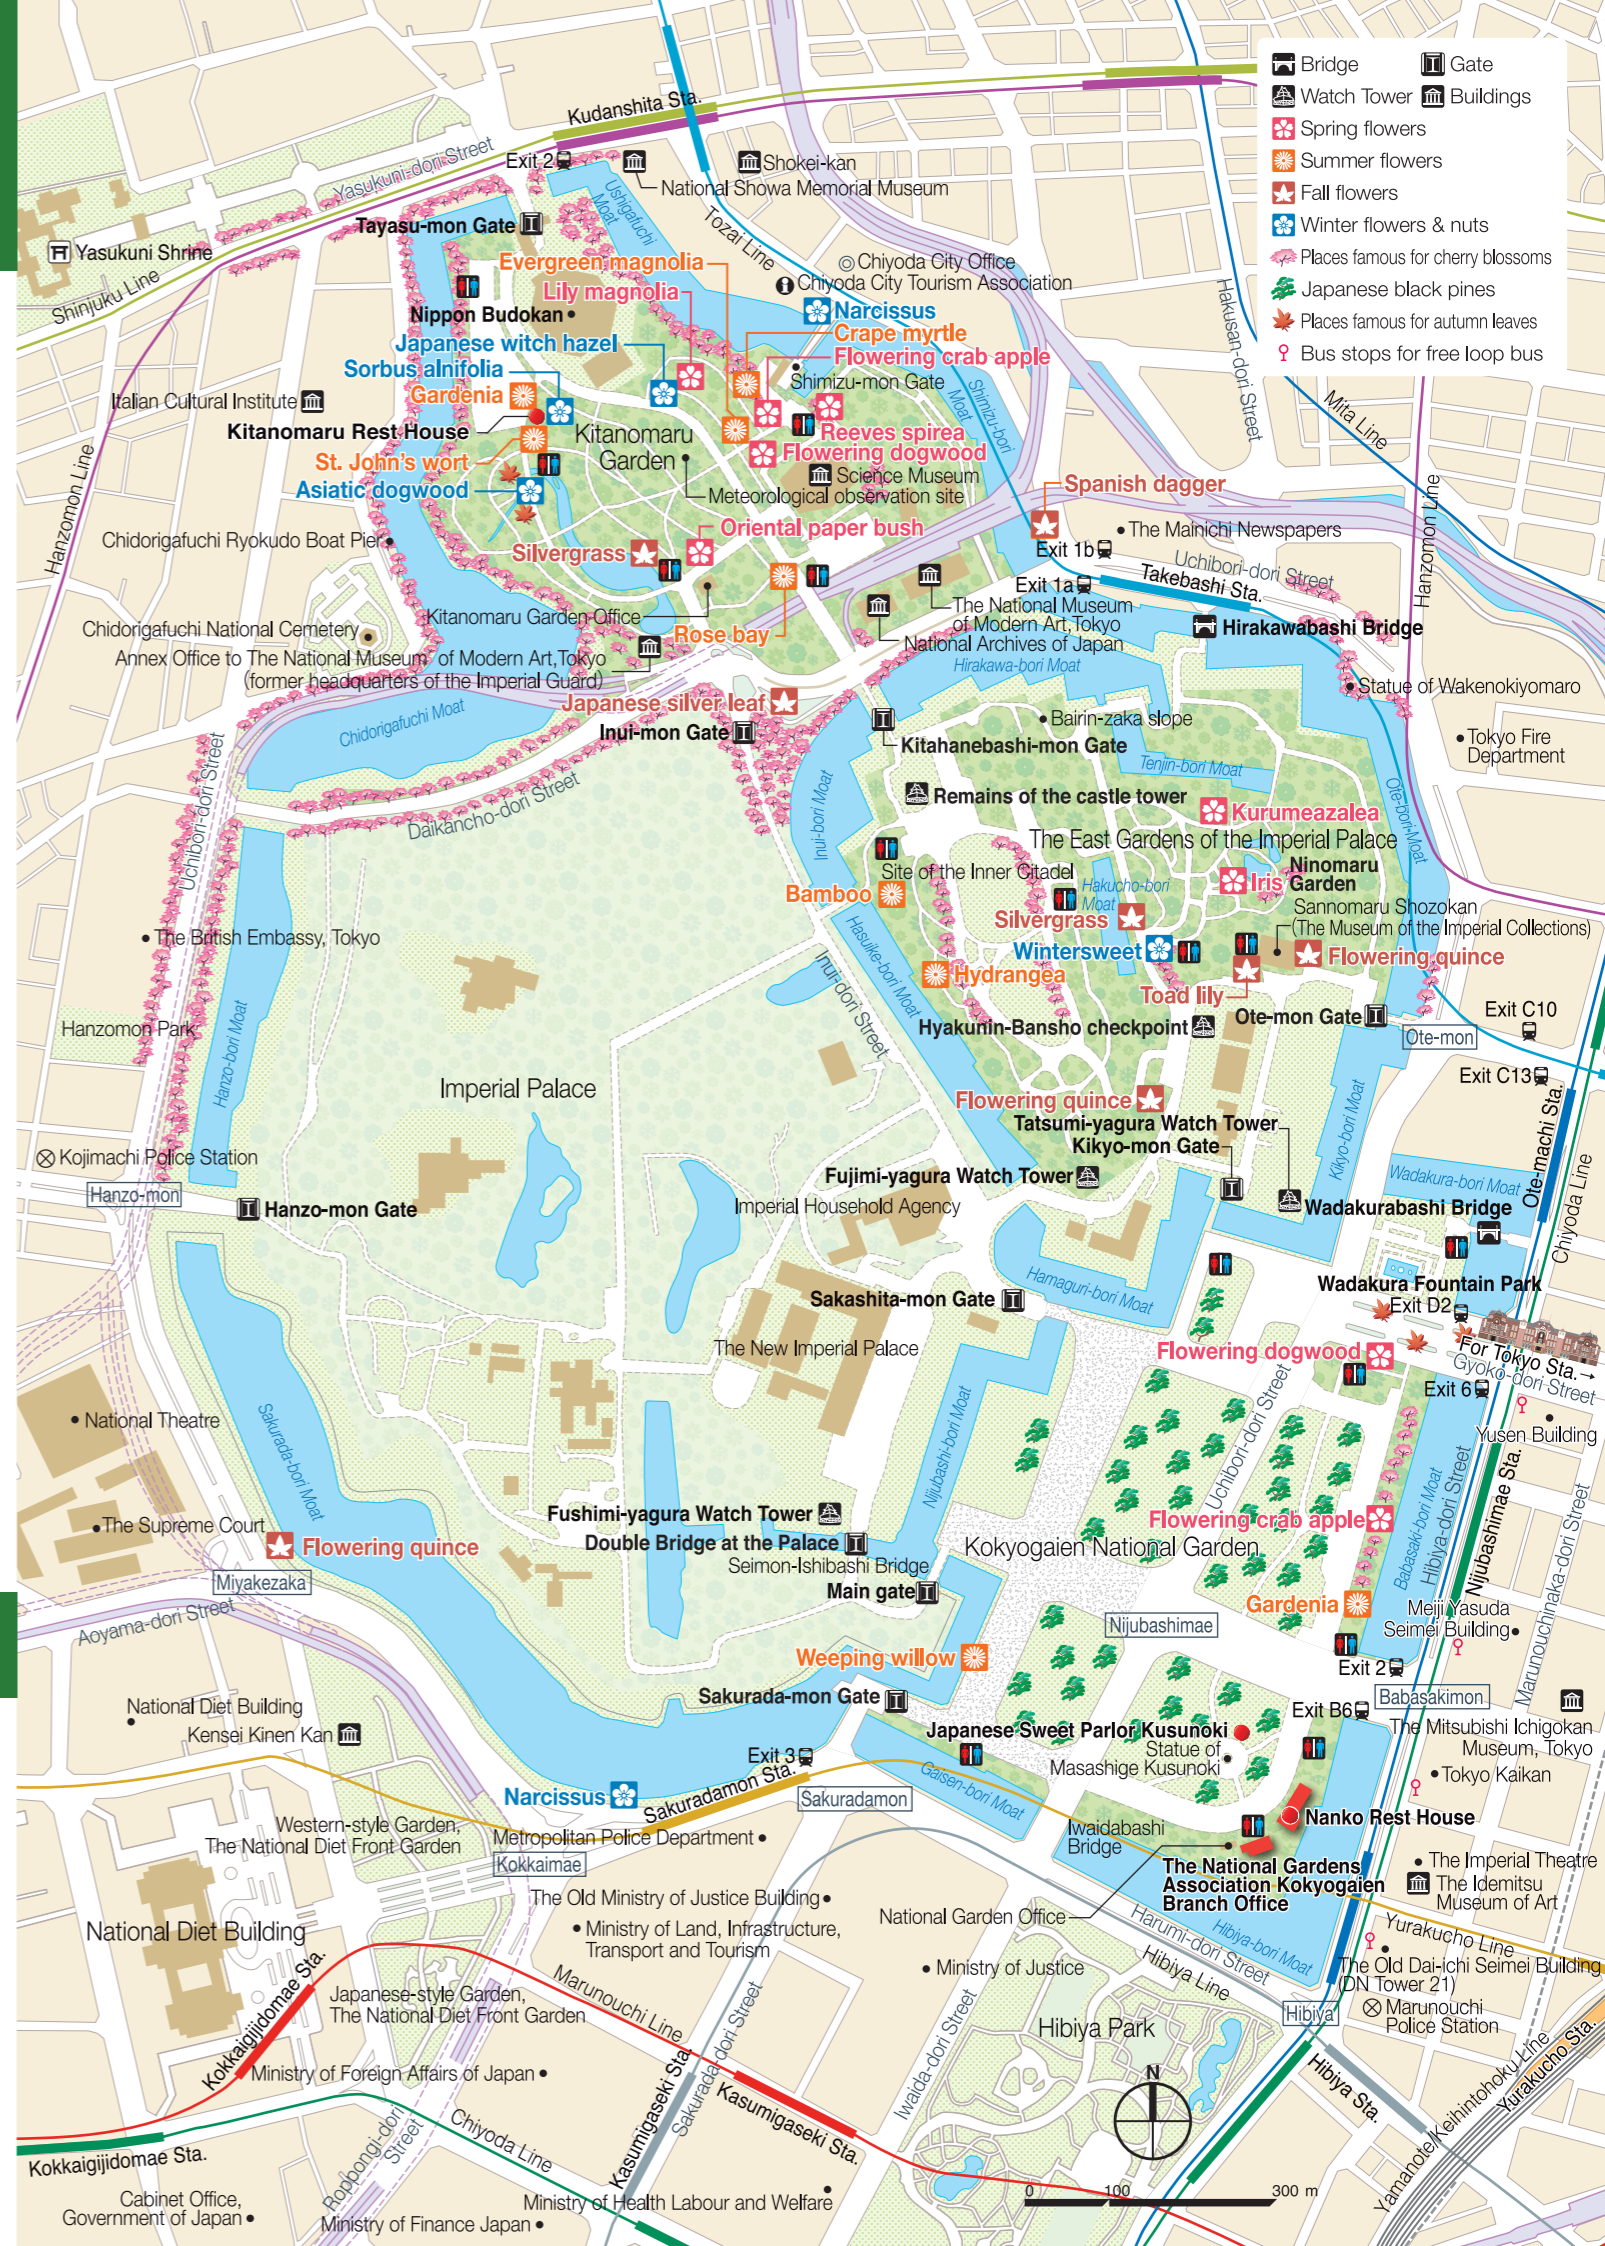 Bridge
Gate
Watch Tower
Buildings
Spring flowers
Summer flowers
Fall flowers
Winter flowers & nuts
Places famous for cherry blossoms
Japanese black pines
Places famous for autumn leaves
Bus stops for free loop bus
Kudanshita Sta.
Yasukuni-dori Street
Exit 2
Shokei-kan
National Showa Memorial Museum
Ushigafuchi
Moat
Tozai Line
Tayasu-mon Gate
Yasukuni Shrine
Shinjuku Line
Evergreen magnolia
Lily magnolia
Chiyoda City Office
Chiyoda City Tourism Association
Hakusan-dori Street
Nippon Budokan
Narcissus
Crape myrtle
Japanese witch hazel
Flowering crab apple
Sorbus alnifolia
Shimizu-mon Gate
Shimizu-bori
Moat
Gardenia
Italian Cultural Institute
Mita Line
Kitanomaru Rest House
Kitanomaru
Garden
Reeves spirea
Flowering dogwood
St. John's wort
Science Museum
Asiatic dogwood
Meteorological observation site
Spanish dagger
Hanzomon Line
Hanzomon Line
Oriental paper bush
The Mainichi Newspapers
Chidorigafuchi Ryokudo Boat Pier
Silvergrass
Exit 1b
Uchibori-dori Street
Exit 1a
Takebashi Sta.
The National Museum
of Modern Art,Tokyo
Kitanomaru Garden Office
Chidorigafuchi National Cemetery
Rose bay
National Archives of Japan
Hirakawabashi Bridge
Annex Office to The National Museum of Modern Art,Tokyo
(former headquarters of the Imperial Guard)
Hirakawa-bori Moat
Statue of Wakenokiyomaro
Japanese silver leaf
Chidorigafuchi Moat
Inui-mon Gate
Bairin-zaka slope
Kitahanebashi-mon Gate
Tokyo Fire
Department
Tenjin-bori Moat
Uchibori-dori Street
Daikancho-dori Street
Inui-bori Moat
Remains of the castle tower
Kurumeazalea
Ote-bori-Moat
The East Gardens of the Imperial Palace
Site of the Inner Citadel
Ninomaru
Garden
Iris
Hakucho-bori
Moat
Bamboo
Sannomaru Shozokan
(The Museum of the Imperial Collections)
Silvergrass
Wintersweet
Flowering quince
Hasuike-bori Moat
The British Embassy, Tokyo
Hydrangea
Inui-dori Street
Toad lily
Exit C10
Hanzomon Park
Hanzo-bori Moat
Hyakunin-Bansho checkpoint
Ote-mon Gate
Ote-mon
Exit C13
Imperial Palace
Flowering quince
Tatsumi-yagura Watch Tower
Kikyo-mon Gate
Kikyo-bori Moat
Ote-machi Sta.
Chiyoda Line
Kojimachi Police Station
Hanzo-mon
Hanzo-mon Gate
Fujimi-yagura Watch Tower
Wadakura-bori Moat
Imperial Household Agency
Wadakurabashi Bridge
Hamaguri-bori Moat
Wadakura Fountain Park
Sakashita-mon Gate
Exit D2
The New Imperial Palace
Flowering dogwood
For Tokyo Sta.→
Gyoko-dori Street
Exit 6
National Theatre
Sakurada-bori Moat
Nijubashi-bori Moat
Uchibori-dori Street
Yusen Building
Babasaki-bori Moat
Hibiya-dori Street
Nijubashimae Sta.
Marunouchinaka-dori Street
Fushimi-yagura Watch Tower
The Supreme Court
Flowering quince
Double Bridge at the Palace
Seimon-Ishibashi Bridge
Main gate
Flowering crab apple
Kokyogaien National Garden
Miyakezaka
Aoyama-dori Street
Gardenia
Meiji Yasuda
Seimei Building
Nijubashimae
Weeping willow
Exit 2
Sakurada-mon Gate
Babasakimon
Exit B6
National Diet Building
Kensei Kinen Kan
Japanese Sweet Parlor Kusunoki
Statue of
Masashige Kusunoki
The Mitsubishi Ichigokan
Museum, Tokyo
Exit 3
Narcissus
Sakuradamon Sta.
Sakuradamon
Gaisen-bori Moat
Tokyo Kaikan
Western-style Garden,
The National Diet Front Garden
Metropolitan Police Department
Kokkaimae
Iwaidabashi
Bridge
Nanko Rest House
The National Gardens
Association Kokyogaien
Branch Office
The Imperial Theatre
The Idemitsu
Museum of Art
National Diet Building
The Old Ministry of Justice Building
Ministry of Land, Infrastructure,
Transport and Tourism
National Garden Office
Harumi-dori Street
Hibiya-bori Moat
Yurakucho Line
Hibiya Line
Ministry of Justice
The Old Dai-ichi Seimei Building
(DN Tower 21)
Marunouchi
Police Station
Kokkaigijidomae Sta.
Japanese-style Garden,
The National Diet Front Garden
Marunouchi Line
Hibiya
Hibiya Park
Iwaida-dori Street
Sakurada-dori Street
Ministry of Foreign Affairs of Japan
Kasumigaseki Sta.
Kasumigaseki Sta.
N
Hibiya Sta.
Yurakucho Sta.
Yamanote/Keihintohoku Line
Chiyoda Line
Roppongi-dori
Street
Kokkaigijidomae Sta.
Cabinet Office,
Government of Japan
Ministry of Health Labour and Welfare
Ministry of Finance Japan
0
100
300 m